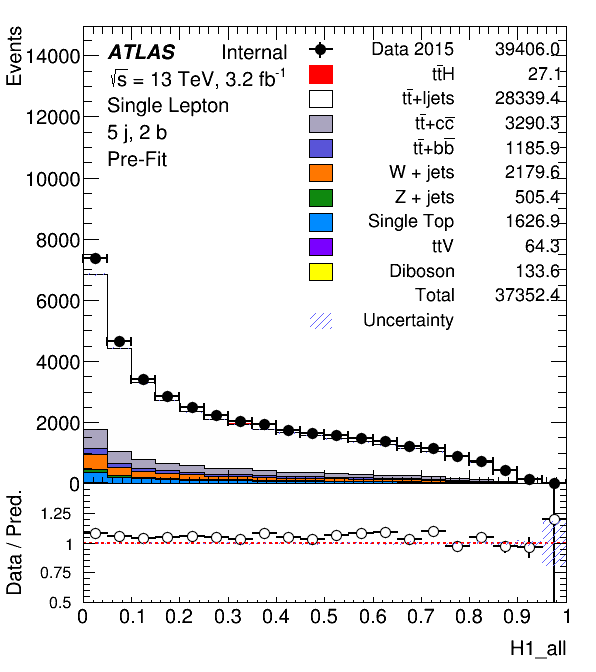 Events
14000
12000
10000
8000
6000
4000
2000
0
ATLAS Internal
√s = 13 TeV, 3.2 fb⁻¹
Single Lepton
5 j, 2 b
Pre-Fit
Data 2015 39406.0
tt̄H 27.1
tt̄+ljets 28339.4
tt̄+cc̄ 3290.3
tt̄+bb̄ 1185.9
W + jets 2179.6
Z + jets 505.4
Single Top 1626.9
ttV 64.3
Diboson 133.6
Total 37352.4
Uncertainty
Data / Pred.
1.25
1
0.75
0.5
0 0.1 0.2 0.3 0.4 0.5 0.6 0.7 0.8 0.9 1
H1_all